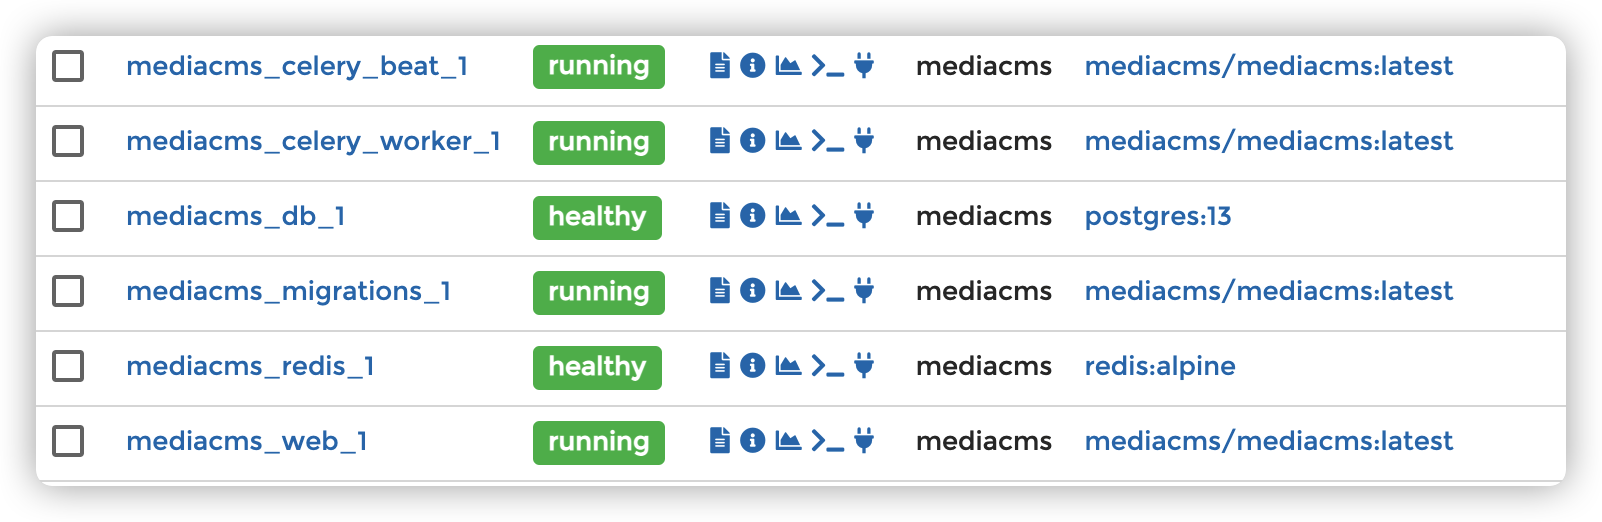 mediacms_celery_beat_1 running mediacms mediacms/mediacms:latest
mediacms_celery_worker_1 running mediacms mediacms/mediacms:latest
mediacms_db_1 healthy mediacms postgres:13
mediacms_migrations_1 running mediacms mediacms/mediacms:latest
mediacms_redis_1 healthy mediacms redis:alpine
mediacms_web_1 running mediacms mediacms/mediacms:latest